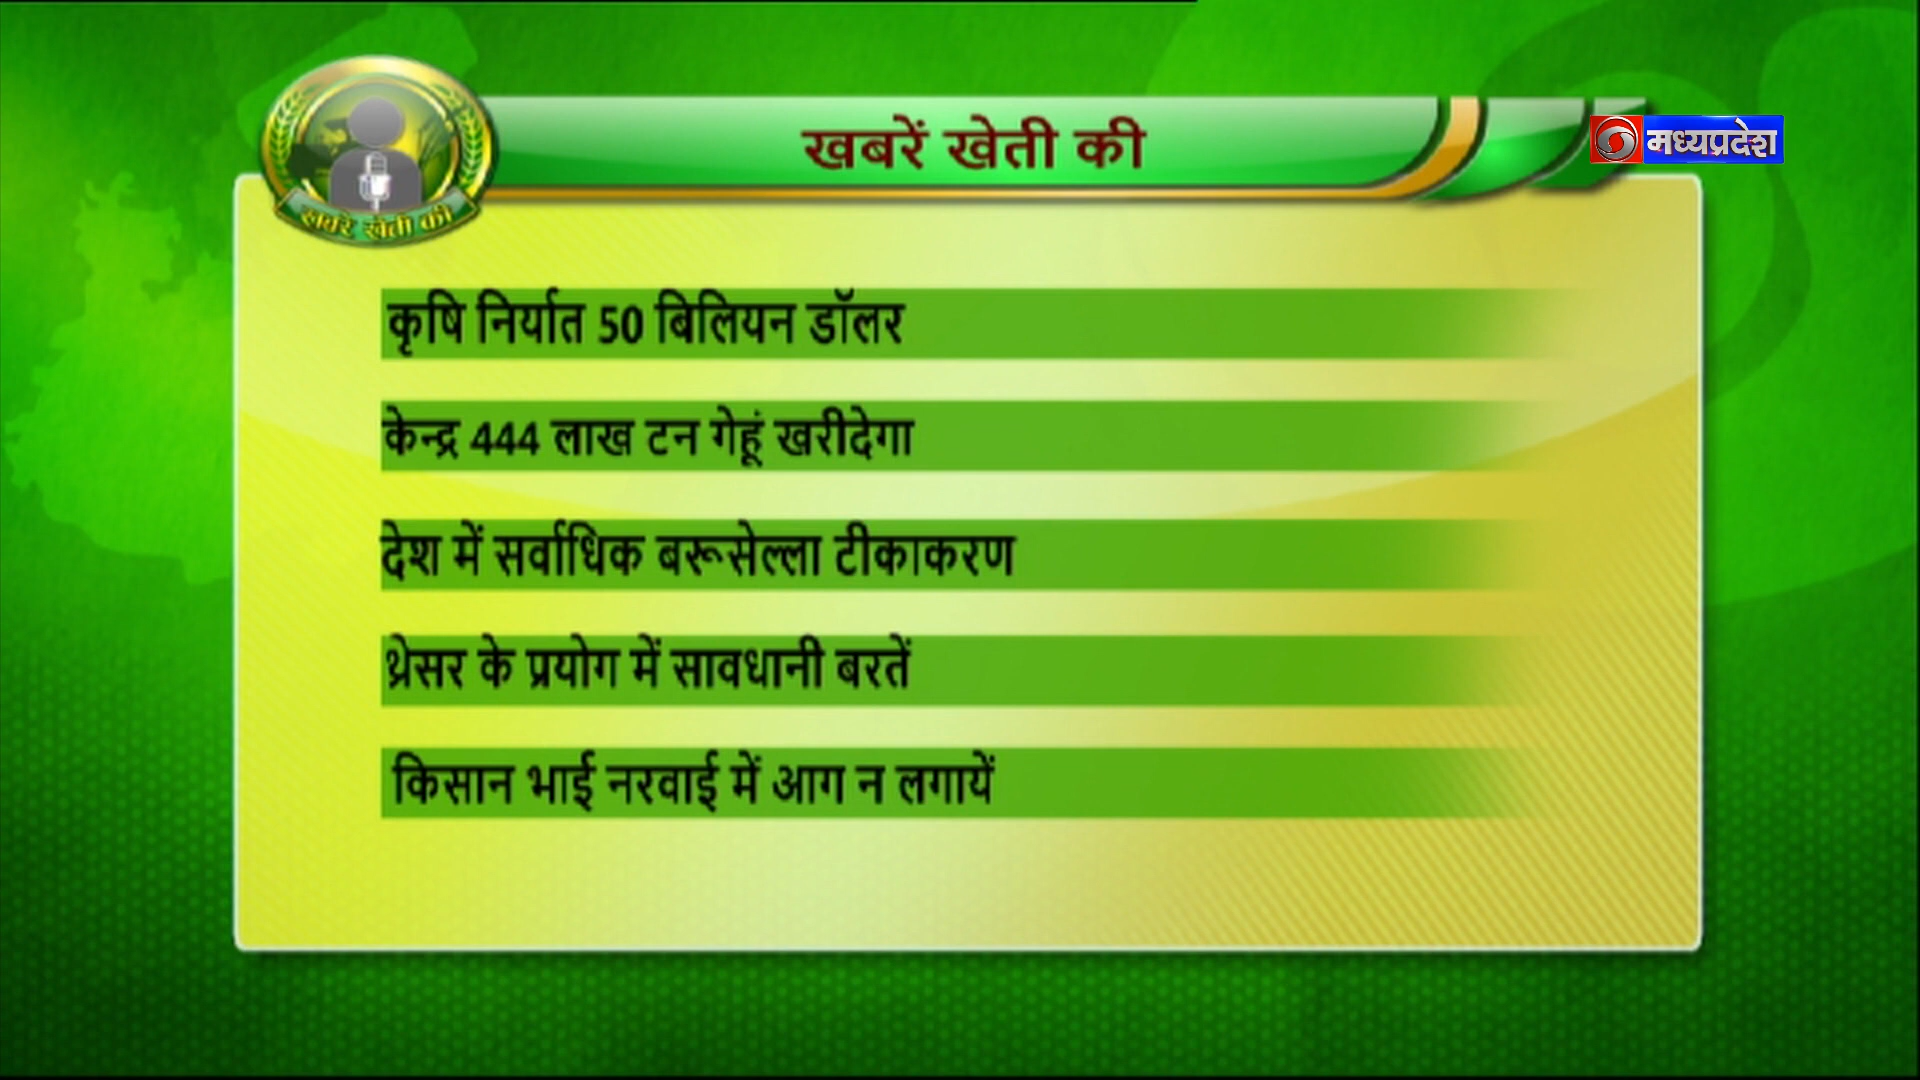 खबरें खेती की
मध्यप्रदेश
खबरें खेती की
कृषि निर्यात 50 बिलियन डॉलर
केन्द्र 444 लाख टन गेहूं खरीदेगा
देश में सर्वाधिक बरूसेल्ला टीकाकरण
थ्रेसर के प्रयोग में सावधानी बरतें
किसान भाई नरवाई में आग न लगायें